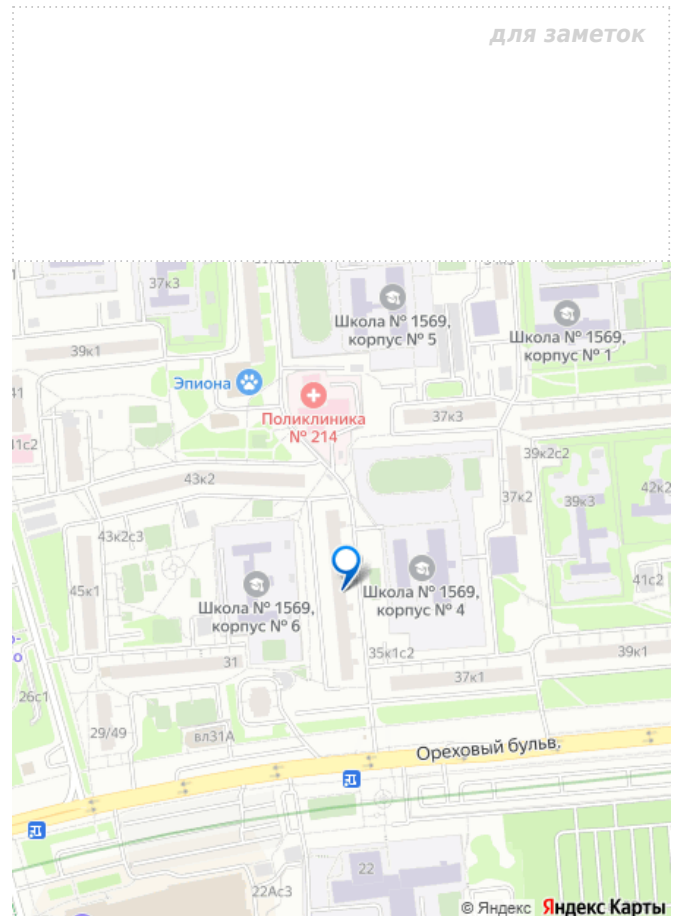 для заметок
37к3
Школа № 1569,
корпус № 5
Школа № 1569,
корпус № 1
39к1
Эпиона
41
Поликлиника
№ 214
37к3
1с2
39к2с2
43к2
42к2
37к2
39к3
43к2с3
45к1
41с2
Школа № 1569,
корпус № 6
Школа № 1569,
корпус № 4
35к1с2
39к1
31
37к1
26с1
29/49
вл31А
Ореховый бульв.
22
22Ас3
© Яндекс Яндекс Карты